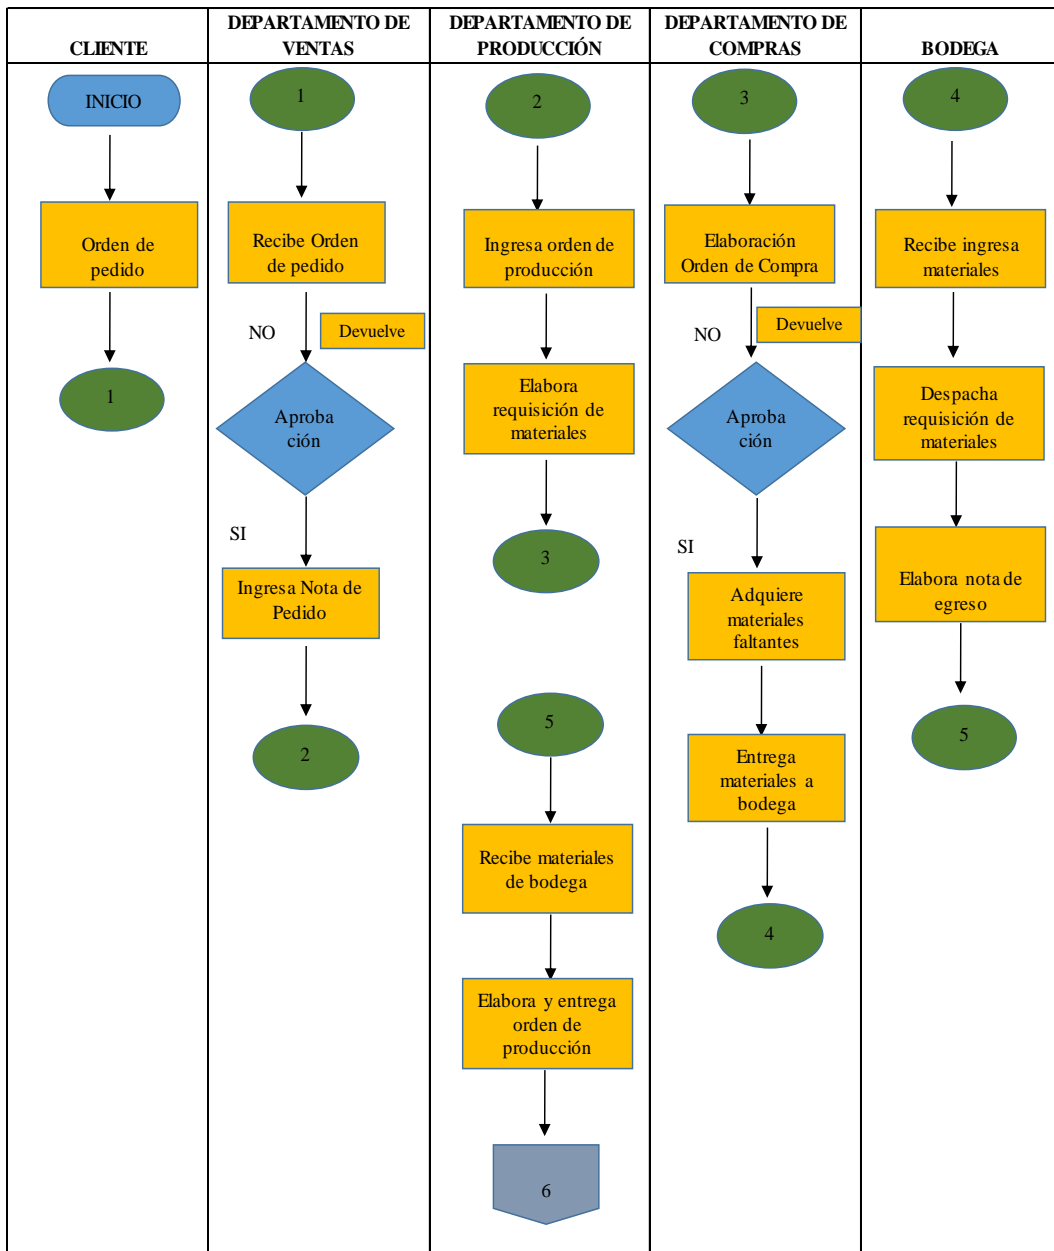 CLIENTE
DEPARTAMENTO DE
VENTAS
DEPARTAMENTO DE
PRODUCCIÓN
DEPARTAMENTO DE
COMPRAS
BODEGA
INICIO
Orden de
pedido
1
1
Recibe Orden
de pedido
NO
Devuelve
Aproba
ción
SI
Ingresa Nota de
Pedido
2
2
Ingresa orden de
producción
Elabora
requisición de
materiales
3
5
Recibe materiales
de bodega
Elabora y entrega
orden de
producción
6
3
Elaboración
Orden de Compra
NO
Devuelve
Aproba
ción
SI
Adquiere
materiales
faltantes
Entrega
materiales a
bodega
4
4
Recibe ingresa
materiales
Despacha
requisición de
materiales
Elabora nota de
egreso
5